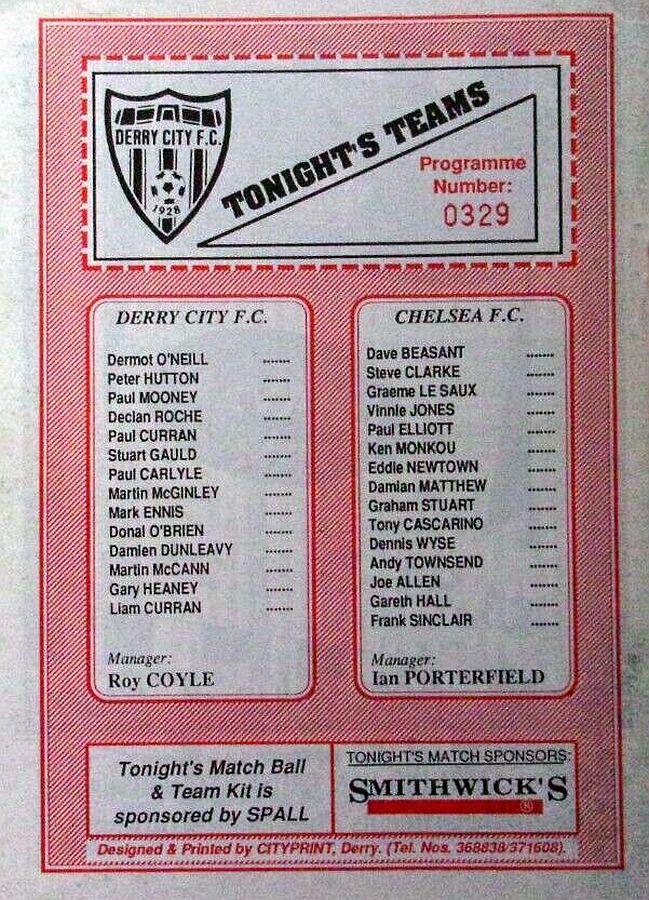 DERRY CITY F.C.
1928
TONIGHT'S TEAMS
Programme
Number:
0329
DERRY CITY F.C.
Dermot O'NEILL .......
Peter HUTTON .......
Paul MOONEY .......
Declan ROCHE .......
Paul CURRAN .......
Stuart GAULD .......
Paul CARLYLE .......
Martin McGINLEY .......
Mark ENNIS .......
Donal O'BRIEN .......
Damien DUNLEAVY .......
Martin McCANN .......
Gary HEANEY .......
Liam CURRAN .......
Manager:
Roy COYLE
CHELSEA F.C.
Dave BEASANT .......
Steve CLARKE .......
Graeme LE SAUX .......
Vinnie JONES .......
Paul ELLIOTT .......
Ken MONKOU .......
Eddie NEWTOWN .......
Damian MATTHEW .......
Graham STUART .......
Tony CASCARINO .......
Dennis WYSE .......
Andy TOWNSEND .......
Joe ALLEN .......
Gareth HALL .......
Frank SINCLAIR .......
Manager:
Ian PORTERFIELD
Tonight's Match Ball
& Team Kit is
sponsored by SPALL
TONIGHT'S MATCH SPONSORS:
SMITHWICK'S
®
Designed & Printed by CITYPRINT, Derry. (Tel. Nos. 368838/371608).